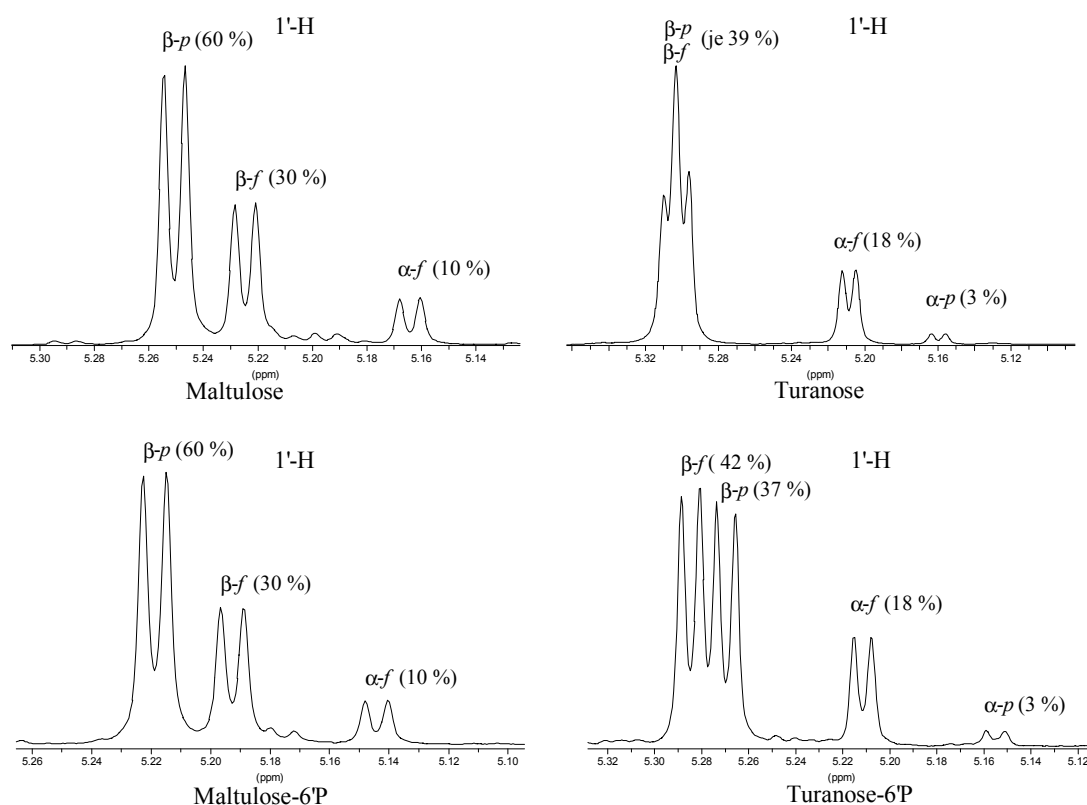 1'-H
β-p (60 %)
β-f (30 %)
α-f (10 %)
5.30 5.28 5.26 5.24 5.22 5.20 5.18 5.16 5.14
(ppm)
Maltulose
1'-H
β-p
β-f (je 39 %)
α-f (18 %)
α-p (3 %)
5.32 5.28 5.24 5.20 5.16 5.12
(ppm)
Turanose
1'-H
β-p (60 %)
β-f (30 %)
α-f (10 %)
5.26 5.24 5.22 5.20 5.18 5.16 5.14 5.12 5.10
(ppm)
Maltulose-6'P
1'-H
β-f ( 42 %)
β-p (37 %)
α-f (18 %)
α-p (3 %)
5.32 5.30 5.28 5.26 5.24 5.22 5.20 5.18 5.16 5.14 5.12
(ppm)
Turanose-6'P